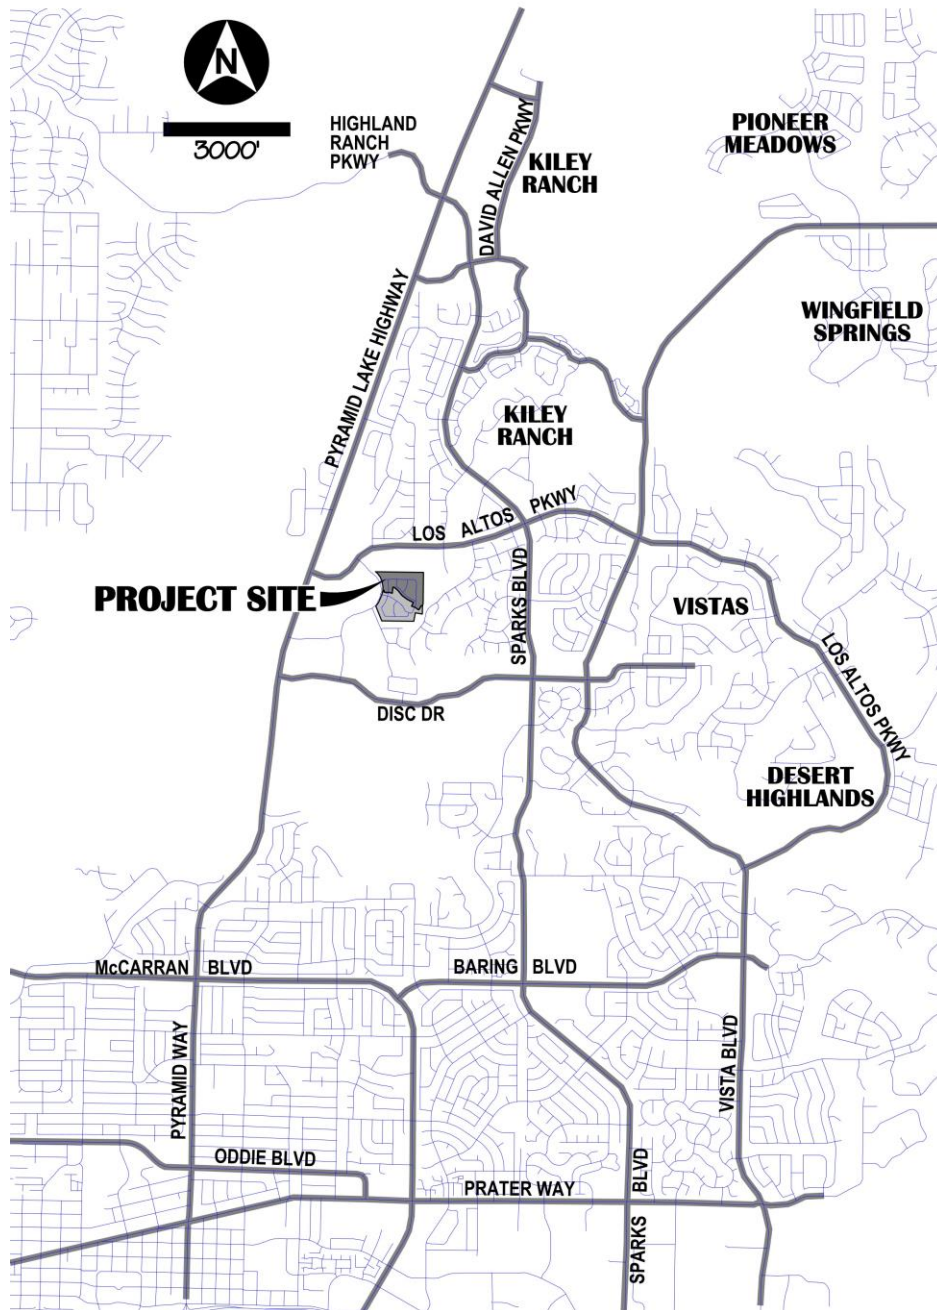 N
3000'
HIGHLAND
RANCH
PKWY
DAVID ALLEN PKWY
KILEY
RANCH
PIONEER
MEADOWS
PYRAMID LAKE HIGHWAY
WINGFIELD
SPRINGS
KILEY
RANCH
LOS ALTOS PKWY
PROJECT SITE
SPARKS BLVD
VISTAS
LOS ALTOS PKWY
DISC DR
DESERT
HIGHLANDS
McCARRAN BLVD
BARING BLVD
PYRAMID WAY
VISTA BLVD
ODDIE BLVD
PRATER WAY
SPARKS BLVD